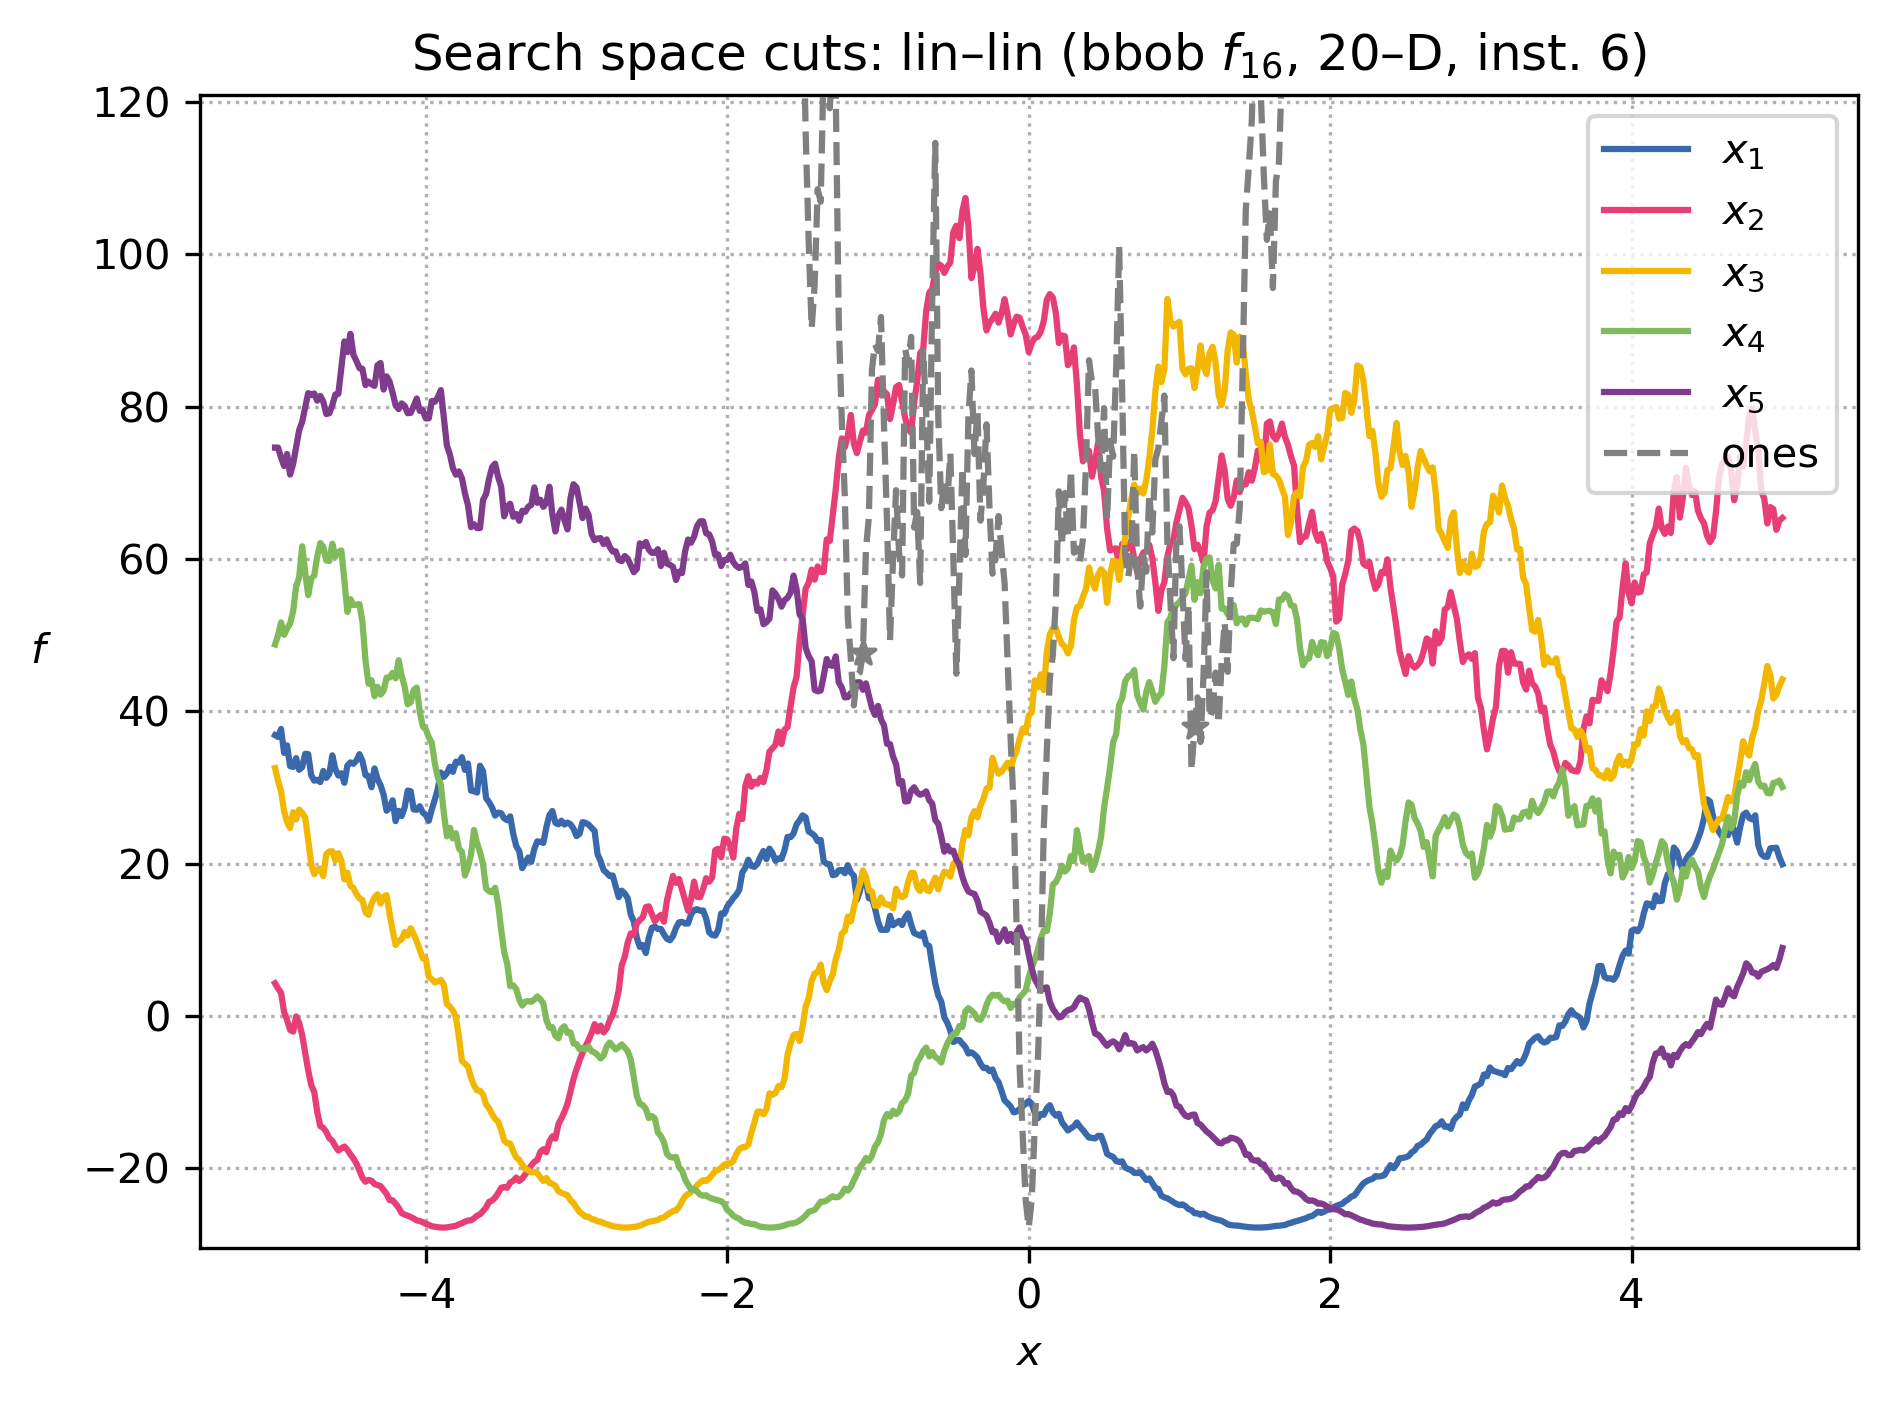 Search space cuts: lin–lin (bbob f₁₆, 20–D, inst. 6)
120
100
80
60
40
20
0
−20
f
−4
−2
0
2
4
x
x₁
x₂
x₃
x₄
x₅
ones